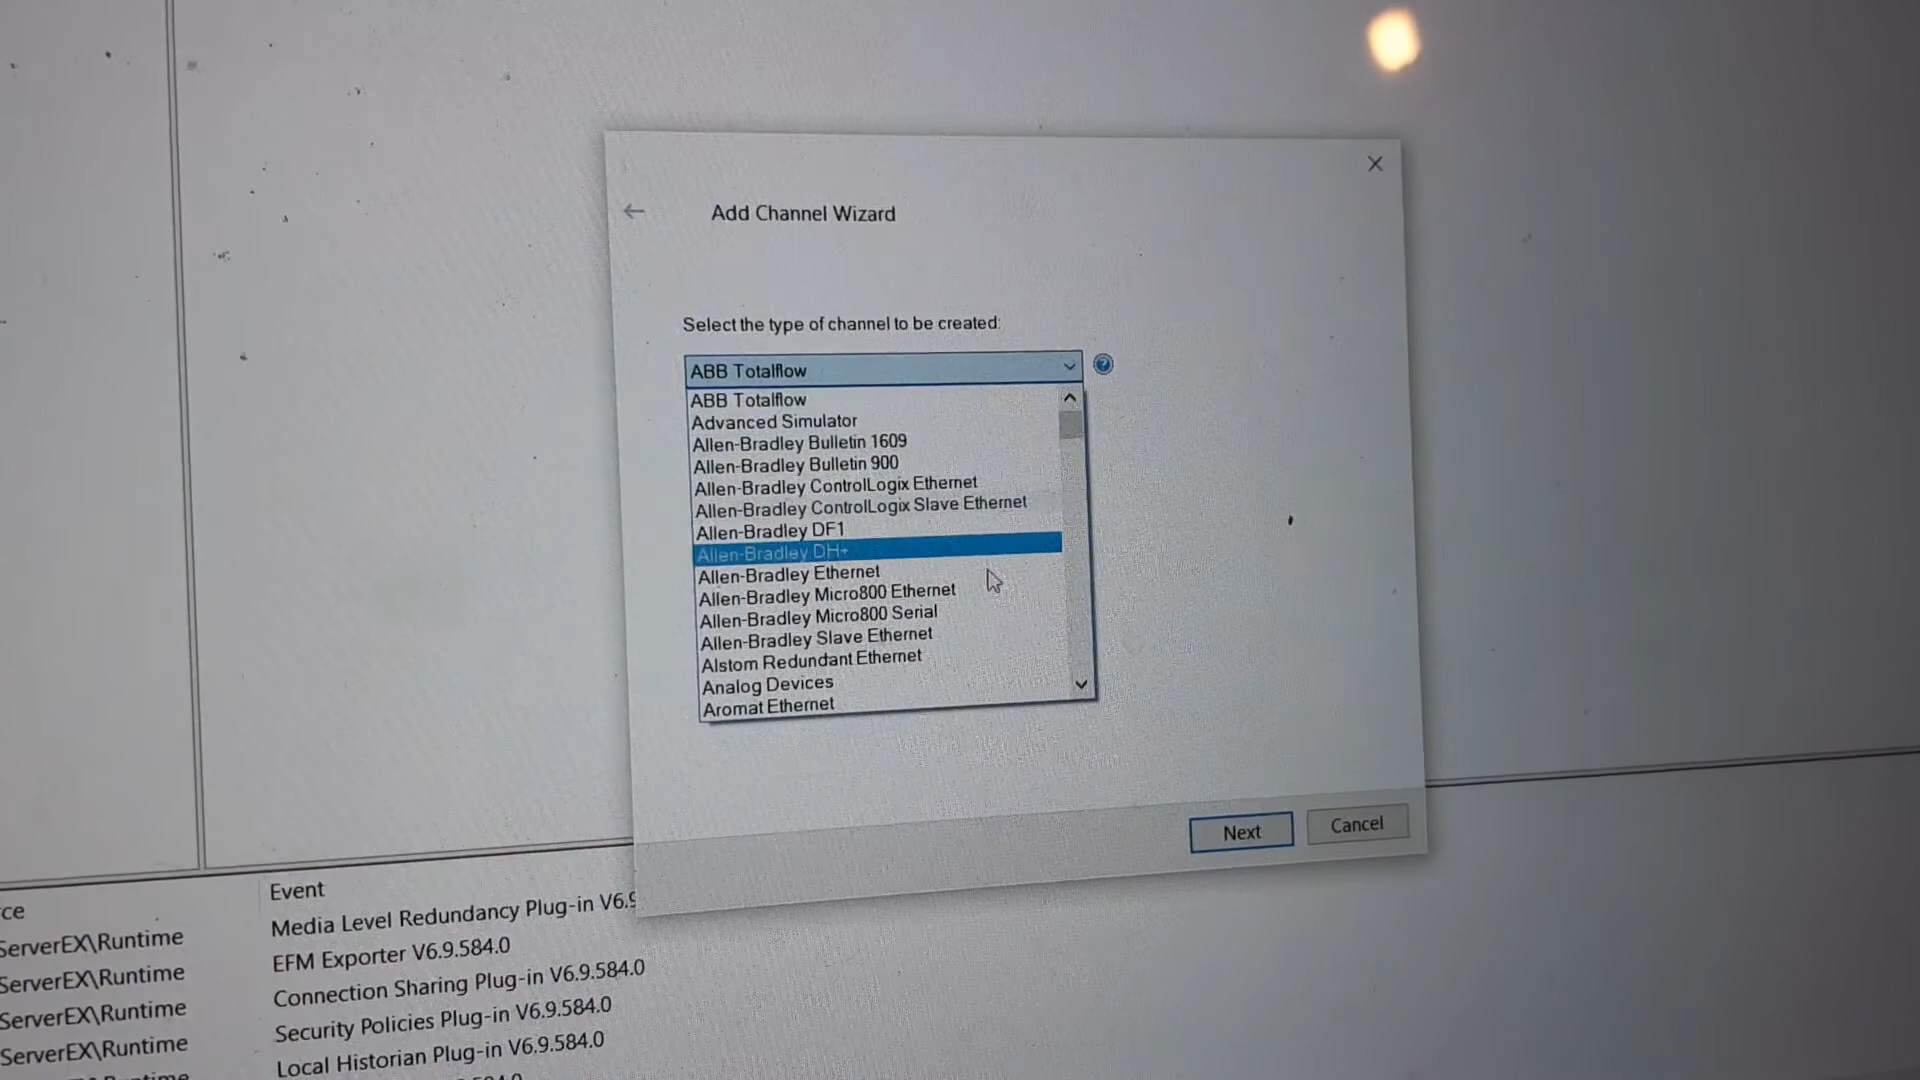 Add Channel Wizard
Select the type of channel to be created:
ABB Totalflow
ABB Totalflow
Advanced Simulator
Allen-Bradley Bulletin 1609
Allen-Bradley Bulletin 900
Allen-Bradley ControlLogix Ethernet
Allen-Bradley ControlLogix Slave Ethernet
Allen-Bradley DF1
Allen-Bradley DH+
Allen-Bradley Ethernet
Allen-Bradley Micro800 Ethernet
Allen-Bradley Micro800 Serial
Allen-Bradley Slave Ethernet
Alstom Redundant Ethernet
Analog Devices
Aromat Ethernet
Next
Cancel
ce Event
ServerEX\Runtime Media Level Redundancy Plug-in V6.9
ServerEX\Runtime EFM Exporter V6.9.584.0
ServerEX\Runtime Connection Sharing Plug-in V6.9.584.0
ServerEX\Runtime Security Policies Plug-in V6.9.584.0
Local Historian Plug-in V6.9.584.0